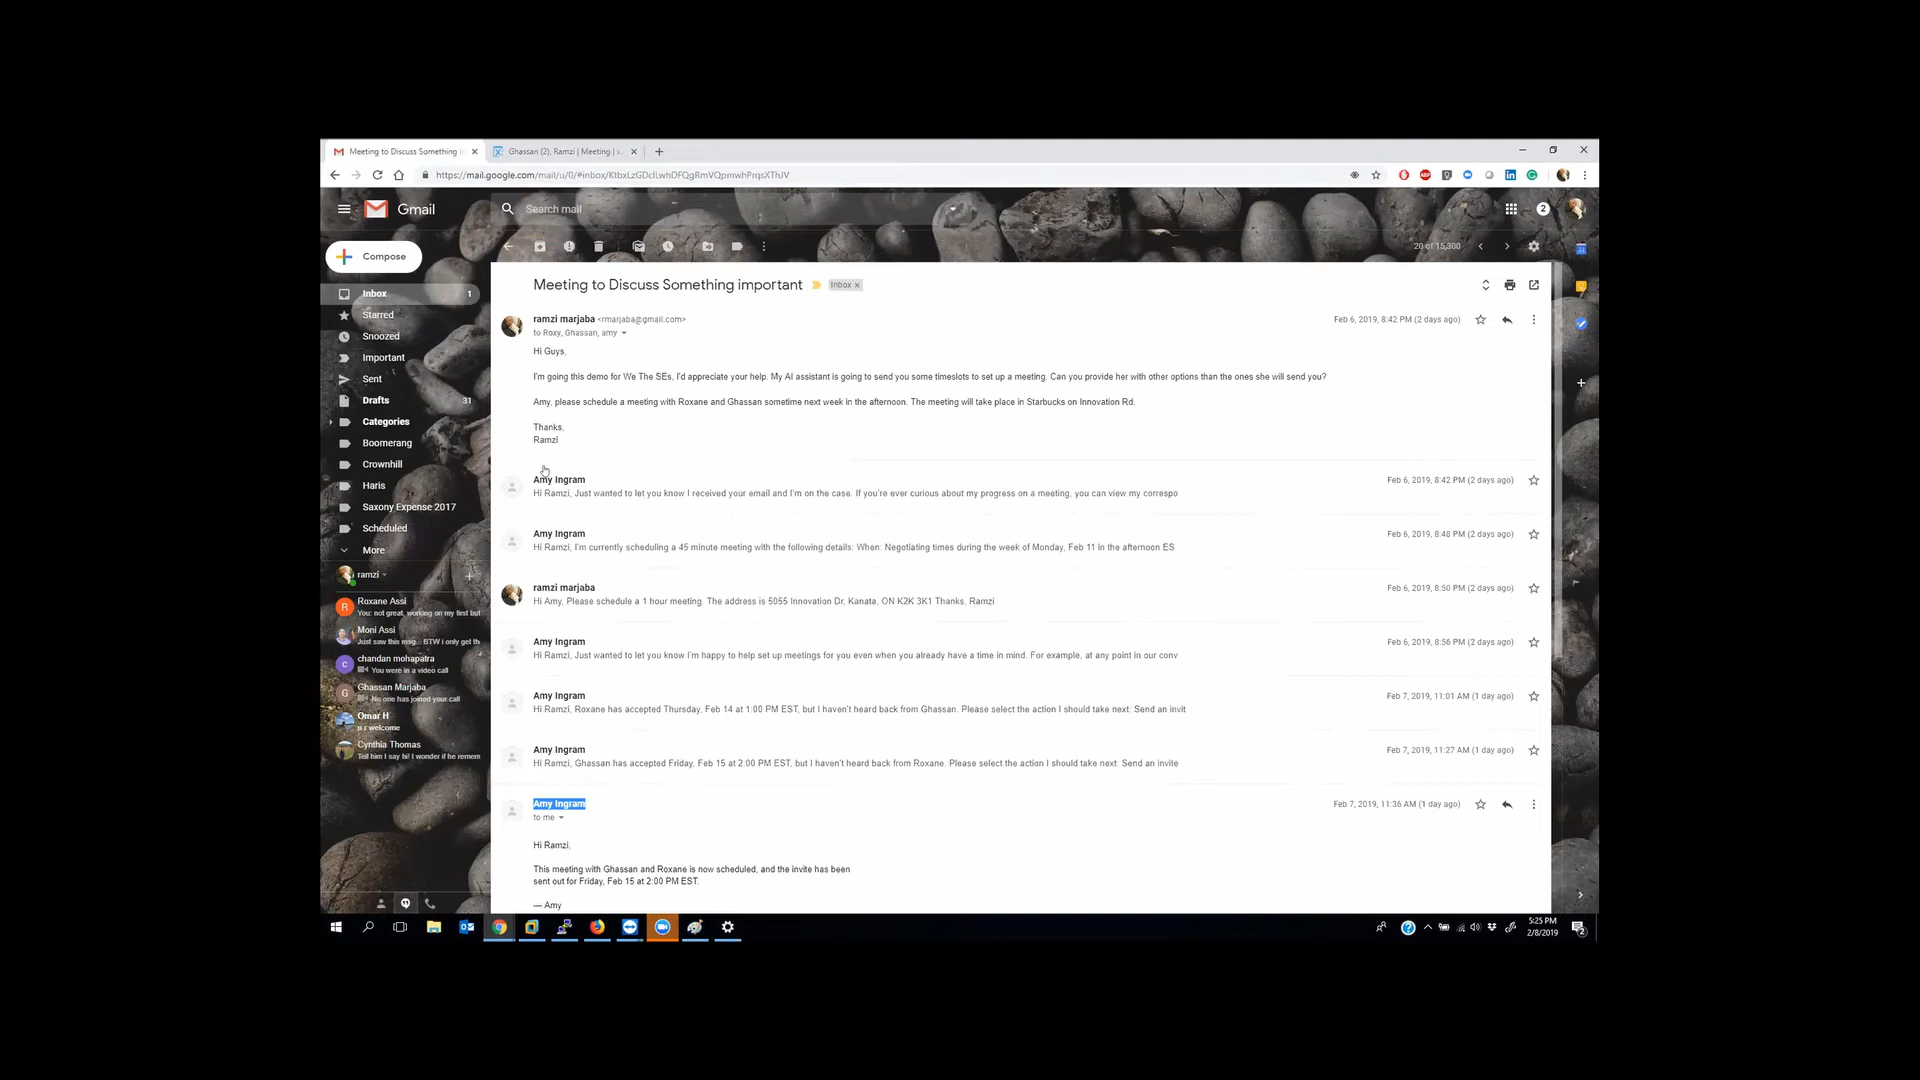 Meeting to Discuss Something i
Ghassan (2), Ramzi | Meeting | x.
https://mail.google.com/mail/u/0/#inbox/KtbxLzGDclLwhDFQgRmVQpmwhPrqsXThJV
Gmail
Search mail
2
Compose
20 of 15,300
Inbox 1
Starred
Snoozed
Important
Sent
Drafts 31
Categories
Boomerang
Crownhill
Haris
Saxony Expense 2017
Scheduled
More
ramzi
Roxane Assi
You: not great, working on my first but
Moni Assi
Just saw this msg... BTW i only get th
chandan mohapatra
You were in a video call
Ghassan Marjaba
No one has joined your call
Omar H
u r welcome
Cynthia Thomas
Tell him I say hi! I wonder if he remem
Meeting to Discuss Something important Inbox x
ramzi marjaba <rmarjaba@gmail.com> Feb 6, 2019, 8:42 PM (2 days ago)
to Roxy, Ghassan, amy
Hi Guys,
I'm going this demo for We The SEs, I'd appreciate your help. My AI assistant is going to send you some timeslots to set up a meeting. Can you provide her with other options than the ones she will send you?
Amy, please schedule a meeting with Roxane and Ghassan sometime next week in the afternoon. The meeting will take place in Starbucks on Innovation Rd.
Thanks,
Ramzi
Amy Ingram Feb 6, 2019, 8:42 PM (2 days ago)
Hi Ramzi, Just wanted to let you know I received your email and I'm on the case. If you're ever curious about my progress on a meeting, you can view my correspo
Amy Ingram Feb 6, 2019, 8:48 PM (2 days ago)
Hi Ramzi, I'm currently scheduling a 45 minute meeting with the following details: When: Negotiating times during the week of Monday, Feb 11 in the afternoon ES
ramzi marjaba Feb 6, 2019, 8:50 PM (2 days ago)
Hi Amy, Please schedule a 1 hour meeting. The address is 5055 Innovation Dr, Kanata, ON K2K 3K1 Thanks, Ramzi
Amy Ingram Feb 6, 2019, 8:56 PM (2 days ago)
Hi Ramzi, Just wanted to let you know I'm happy to help set up meetings for you even when you already have a time in mind. For example, at any point in our conv
Amy Ingram Feb 7, 2019, 11:01 AM (1 day ago)
Hi Ramzi, Roxane has accepted Thursday, Feb 14 at 1:00 PM EST, but I haven't heard back from Ghassan. Please select the action I should take next: Send an invit
Amy Ingram Feb 7, 2019, 11:27 AM (1 day ago)
Hi Ramzi, Ghassan has accepted Friday, Feb 15 at 2:00 PM EST, but I haven't heard back from Roxane. Please select the action I should take next: Send an invite
Amy Ingram Feb 7, 2019, 11:36 AM (1 day ago)
to me
Hi Ramzi,
This meeting with Ghassan and Roxane is now scheduled, and the invite has been
sent out for Friday, Feb 15 at 2:00 PM EST.
— Amy
5:25 PM
2/8/2019